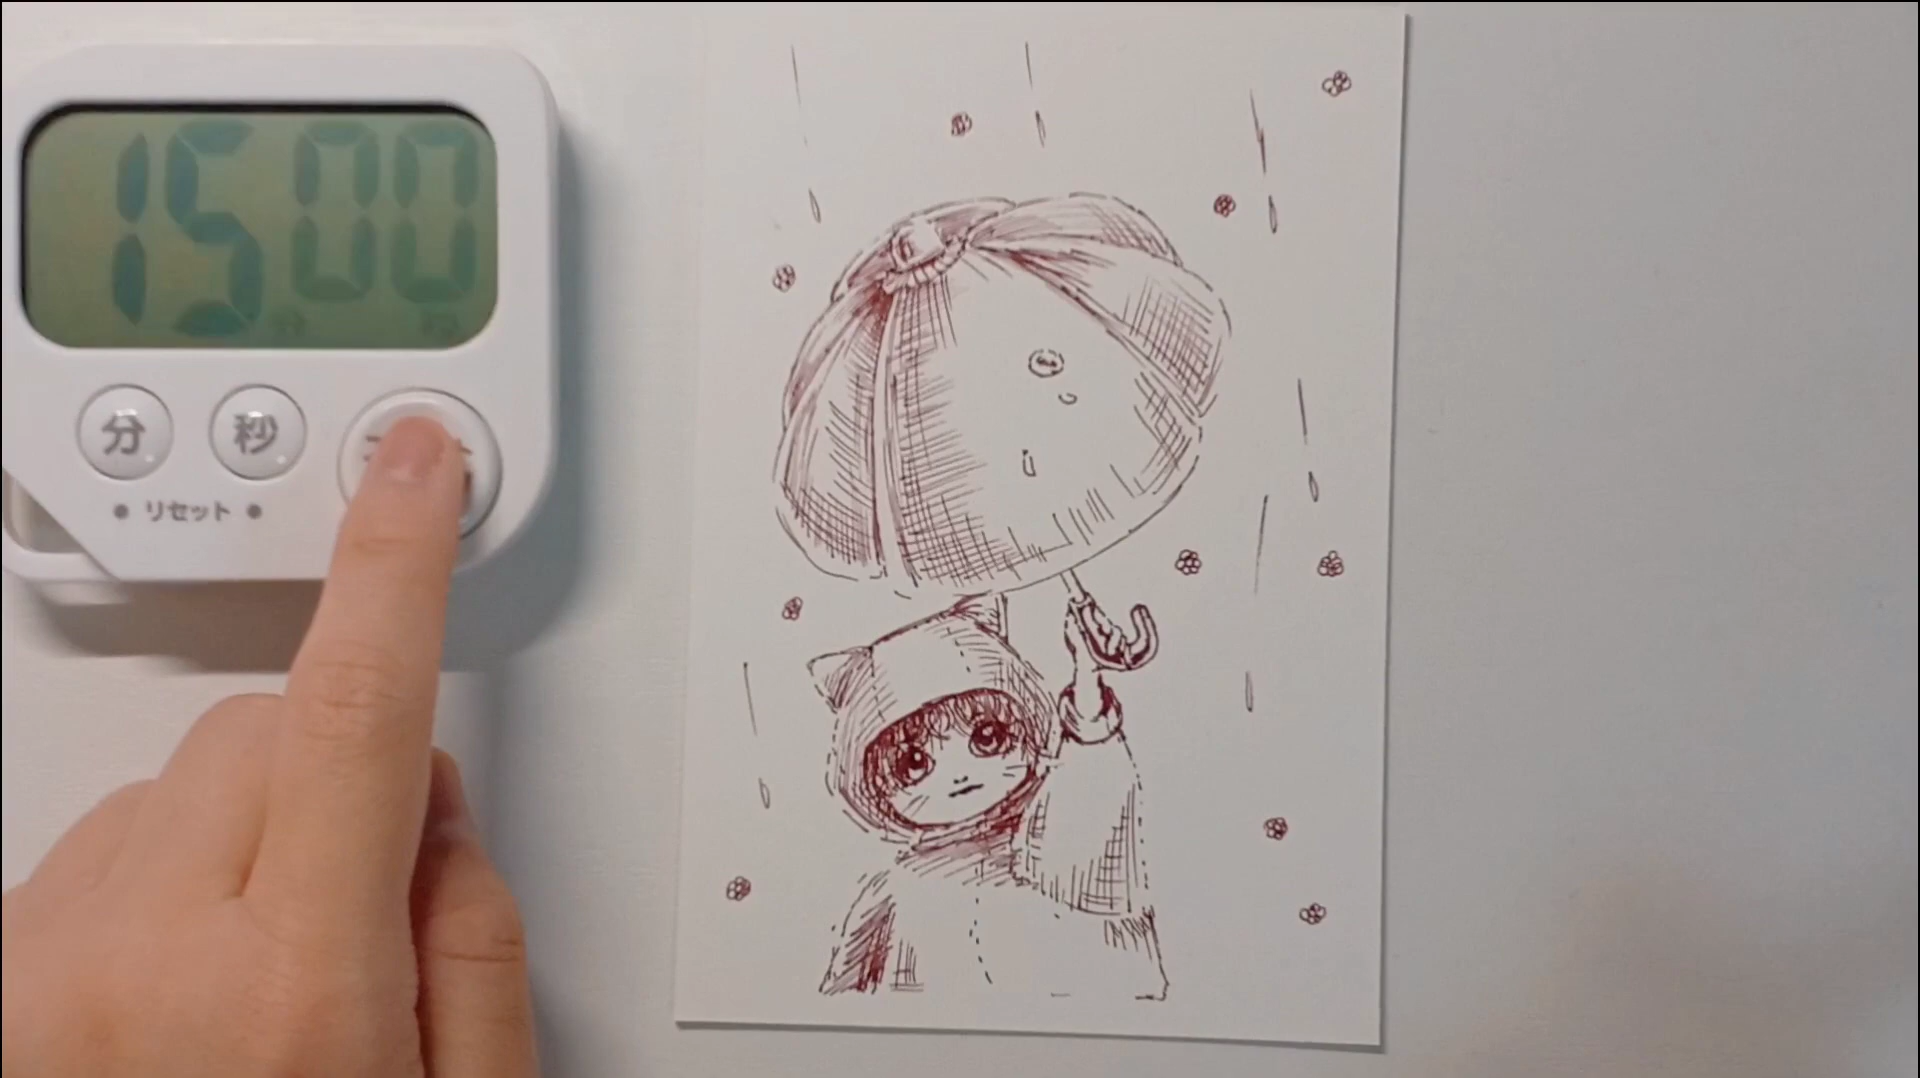 15 00
分 秒
• リセット •